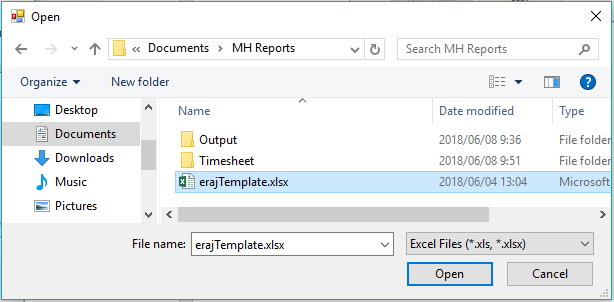 Open
« Documents > MH Reports >
Search MH Reports
Organize
New folder
Name
Date modified
Type
Desktop
Documents
Downloads
Music
Pictures
Output 2018/06/08 9:36 File folder
Timesheet 2018/06/08 9:51 File folder
erajTemplate.xlsx 2018/06/04 13:04 Microsoft
File name: erajTemplate.xlsx
Excel Files (*.xls, *.xlsx)
Open
Cancel